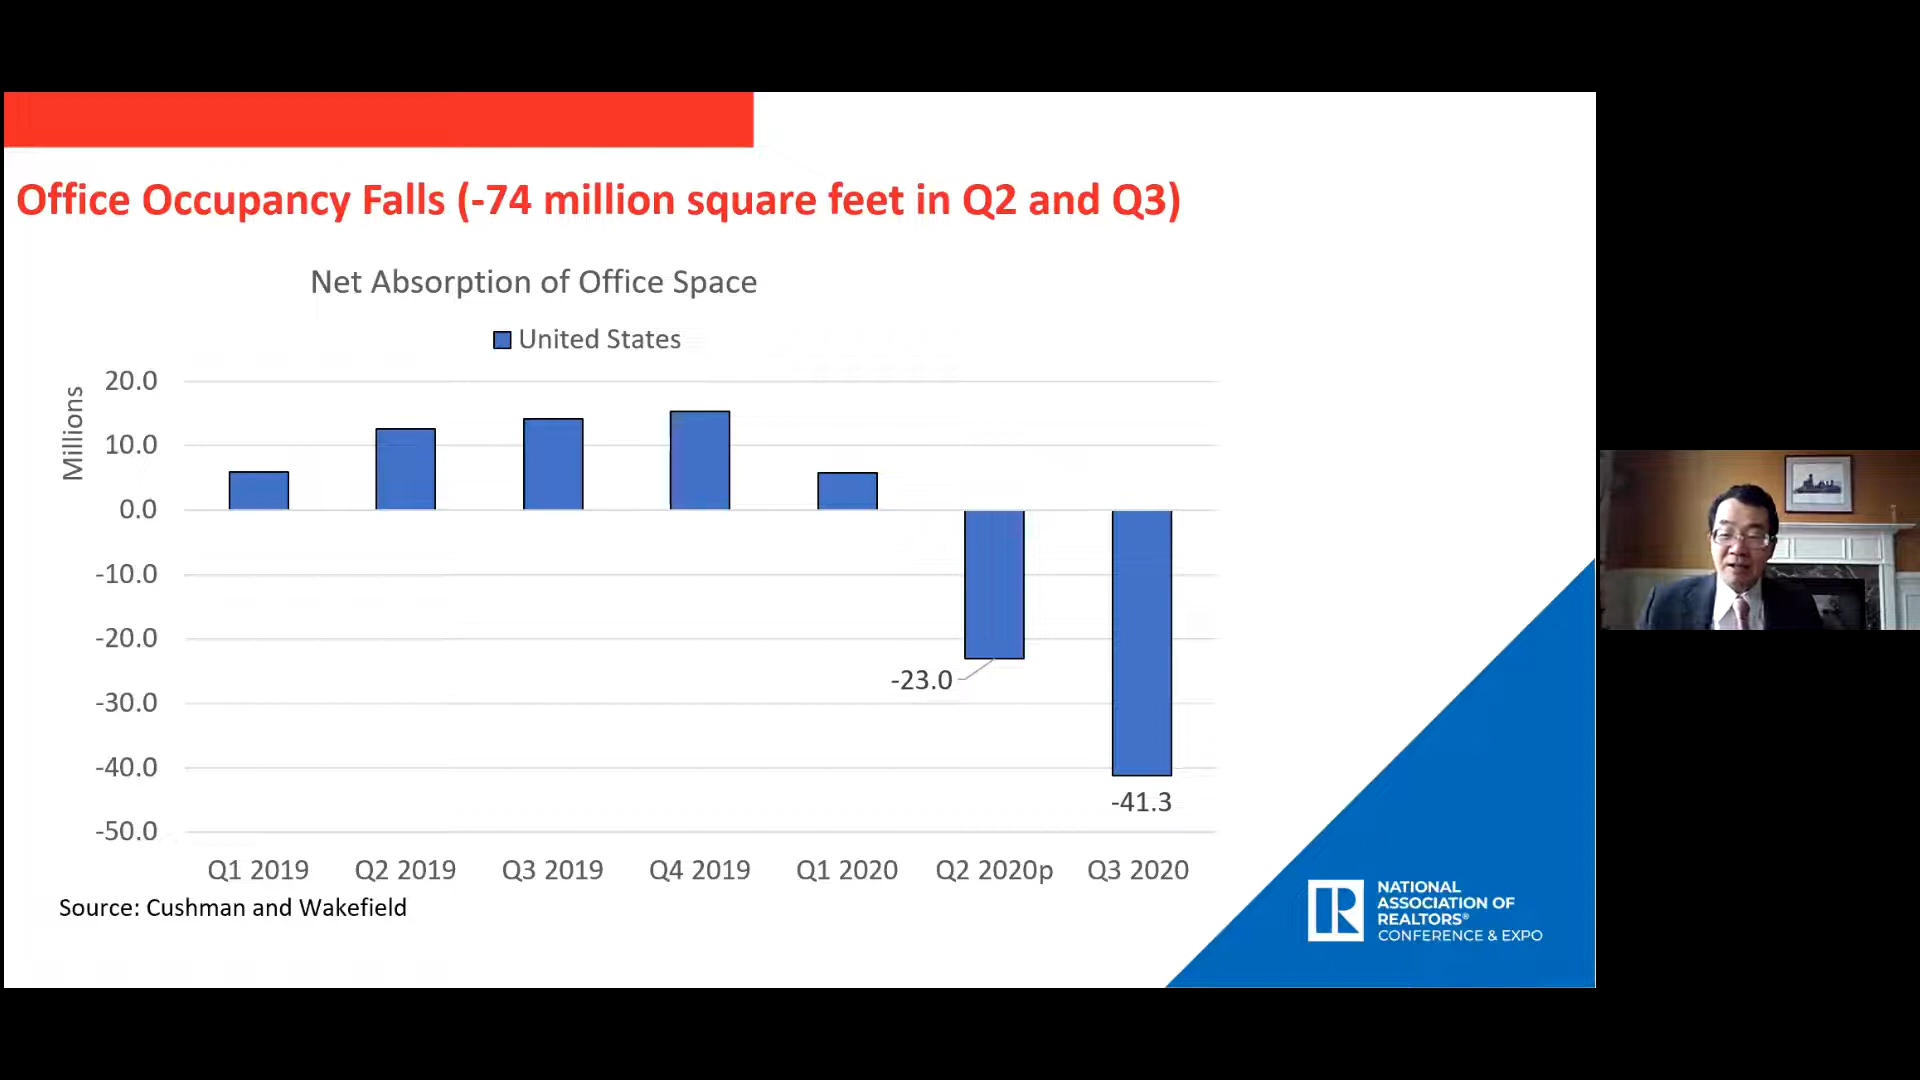 Office Occupancy Falls (-74 million square feet in Q2 and Q3)
Net Absorption of Office Space
United States
Millions
20.0
10.0
0.0
-10.0
-20.0
-30.0
-40.0
-50.0
-23.0
-41.3
Q1 2019 Q2 2019 Q3 2019 Q4 2019 Q1 2020 Q2 2020p Q3 2020
Source: Cushman and Wakefield
NATIONAL
ASSOCIATION OF
REALTORS®
CONFERENCE & EXPO